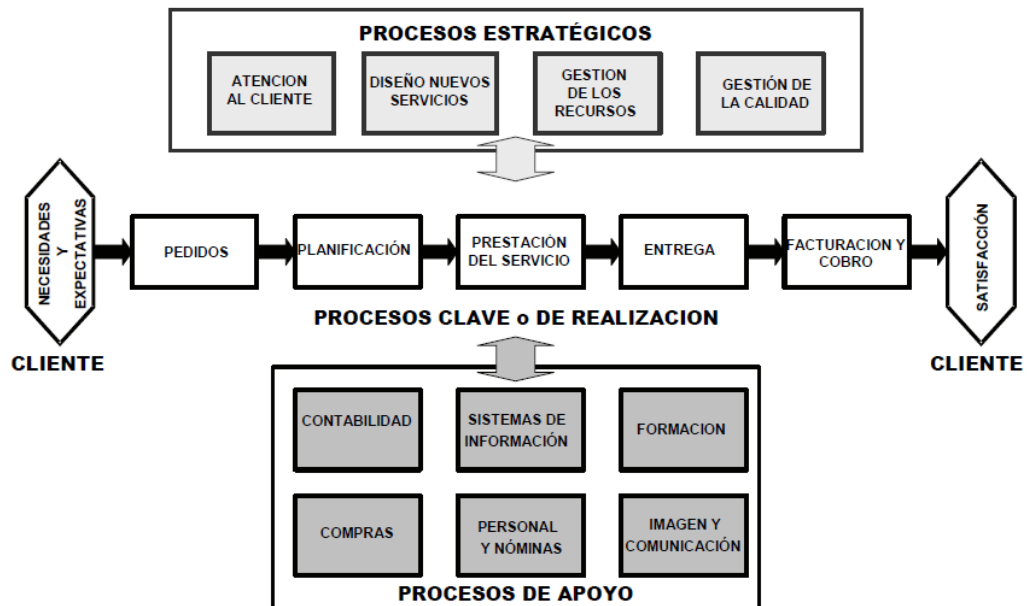 PROCESOS ESTRATÉGICOS
ATENCION
AL CLIENTE
DISEÑO NUEVOS
SERVICIOS
GESTION
DE LOS
RECURSOS
GESTIÓN DE
LA CALIDAD
NECESIDADES
Y
EXPECTATIVAS
CLIENTE
PEDIDOS
PLANIFICACIÓN
PRESTACIÓN
DEL SERVICIO
ENTREGA
FACTURACION Y
COBRO
SATISFACCIÓN
CLIENTE
PROCESOS CLAVE o DE REALIZACION
CONTABILIDAD
SISTEMAS DE
INFORMACIÓN
FORMACION
COMPRAS
PERSONAL
Y NÓMINAS
IMAGEN Y
COMUNICACIÓN
PROCESOS DE APOYO